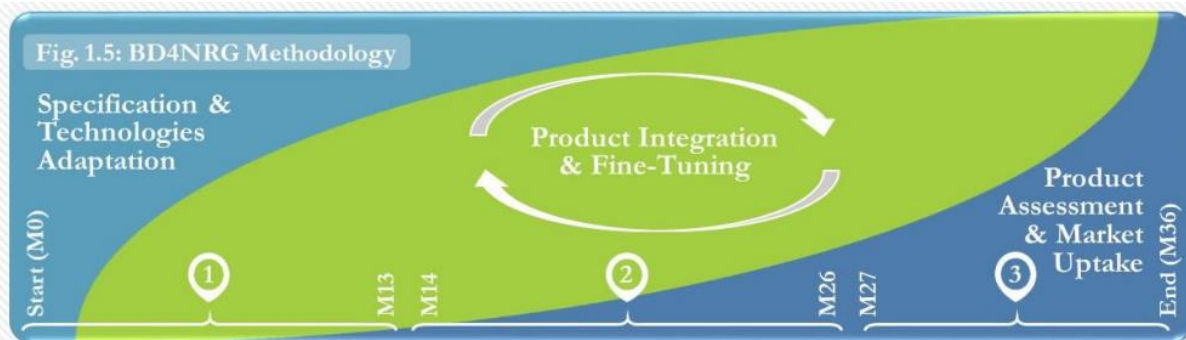 Fig. 1.5: BD4NRG Methodology
Specification &
Technologies
Adaptation
Product Integration
& Fine-Tuning
Product
Assessment
& Market
Uptake
Start (M0)
1
M13
M14
2
M26
M27
3
End (M36)